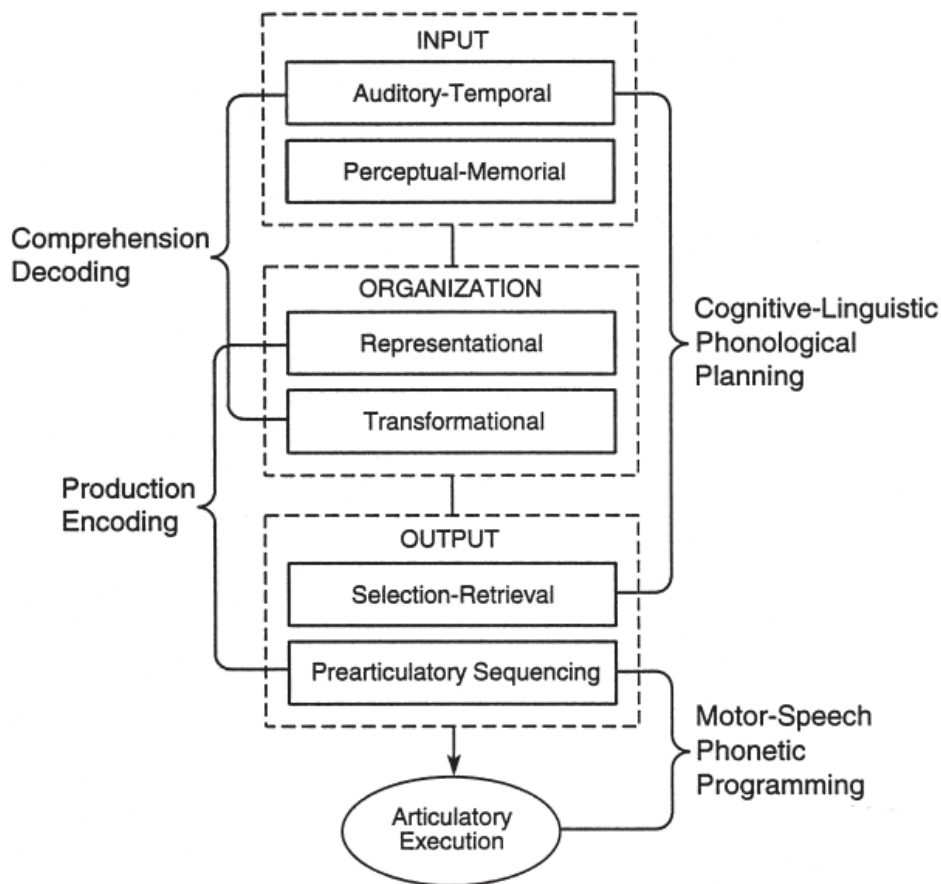 INPUT
Auditory-Temporal
Perceptual-Memorial
Comprehension
Decoding
ORGANIZATION
Representational
Transformational
Cognitive-Linguistic
Phonological
Planning
Production
Encoding
OUTPUT
Selection-Retrieval
Prearticulatory Sequencing
Motor-Speech
Phonetic
Programming
Articulatory
Execution